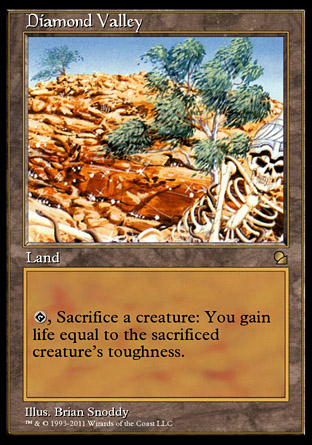 Diamond Valley
Land
, Sacrifice a creature: You gain
life equal to the sacrificed
creature's toughness.
Illus. Brian Snoddy
™ & © 1993-2011 Wizards of the Coast LLC